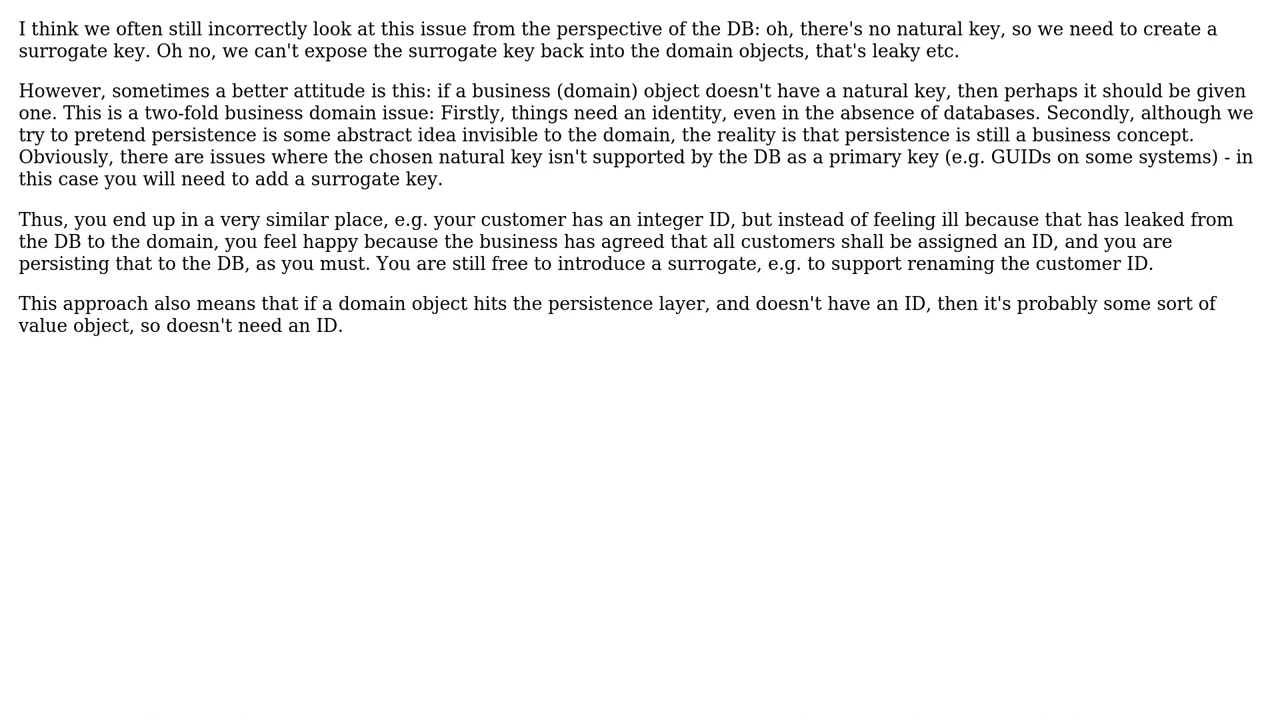 I think we often still incorrectly look at this issue from the perspective of the DB: oh, there's no natural key, so we need to create a
surrogate key. Oh no, we can't expose the surrogate key back into the domain objects, that's leaky etc.
However, sometimes a better attitude is this: if a business (domain) object doesn't have a natural key, then perhaps it should be given
one. This is a two-fold business domain issue: Firstly, things need an identity, even in the absence of databases. Secondly, although we
try to pretend persistence is some abstract idea invisible to the domain, the reality is that persistence is still a business concept.
Obviously, there are issues where the chosen natural key isn't supported by the DB as a primary key (e.g. GUIDs on some systems) - in
this case you will need to add a surrogate key.
Thus, you end up in a very similar place, e.g. your customer has an integer ID, but instead of feeling ill because that has leaked from
the DB to the domain, you feel happy because the business has agreed that all customers shall be assigned an ID, and you are
persisting that to the DB, as you must. You are still free to introduce a surrogate, e.g. to support renaming the customer ID.
This approach also means that if a domain object hits the persistence layer, and doesn't have an ID, then it's probably some sort of
value object, so doesn't need an ID.